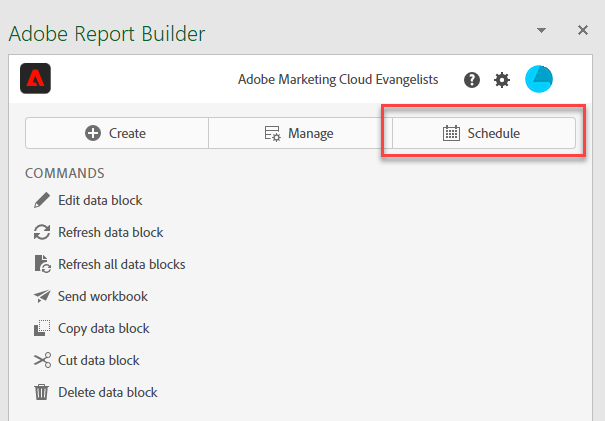 Adobe Report Builder
Adobe Marketing Cloud Evangelists
Create Manage Schedule
COMMANDS
Edit data block
Refresh data block
Refresh all data blocks
Send workbook
Copy data block
Cut data block
Delete data block